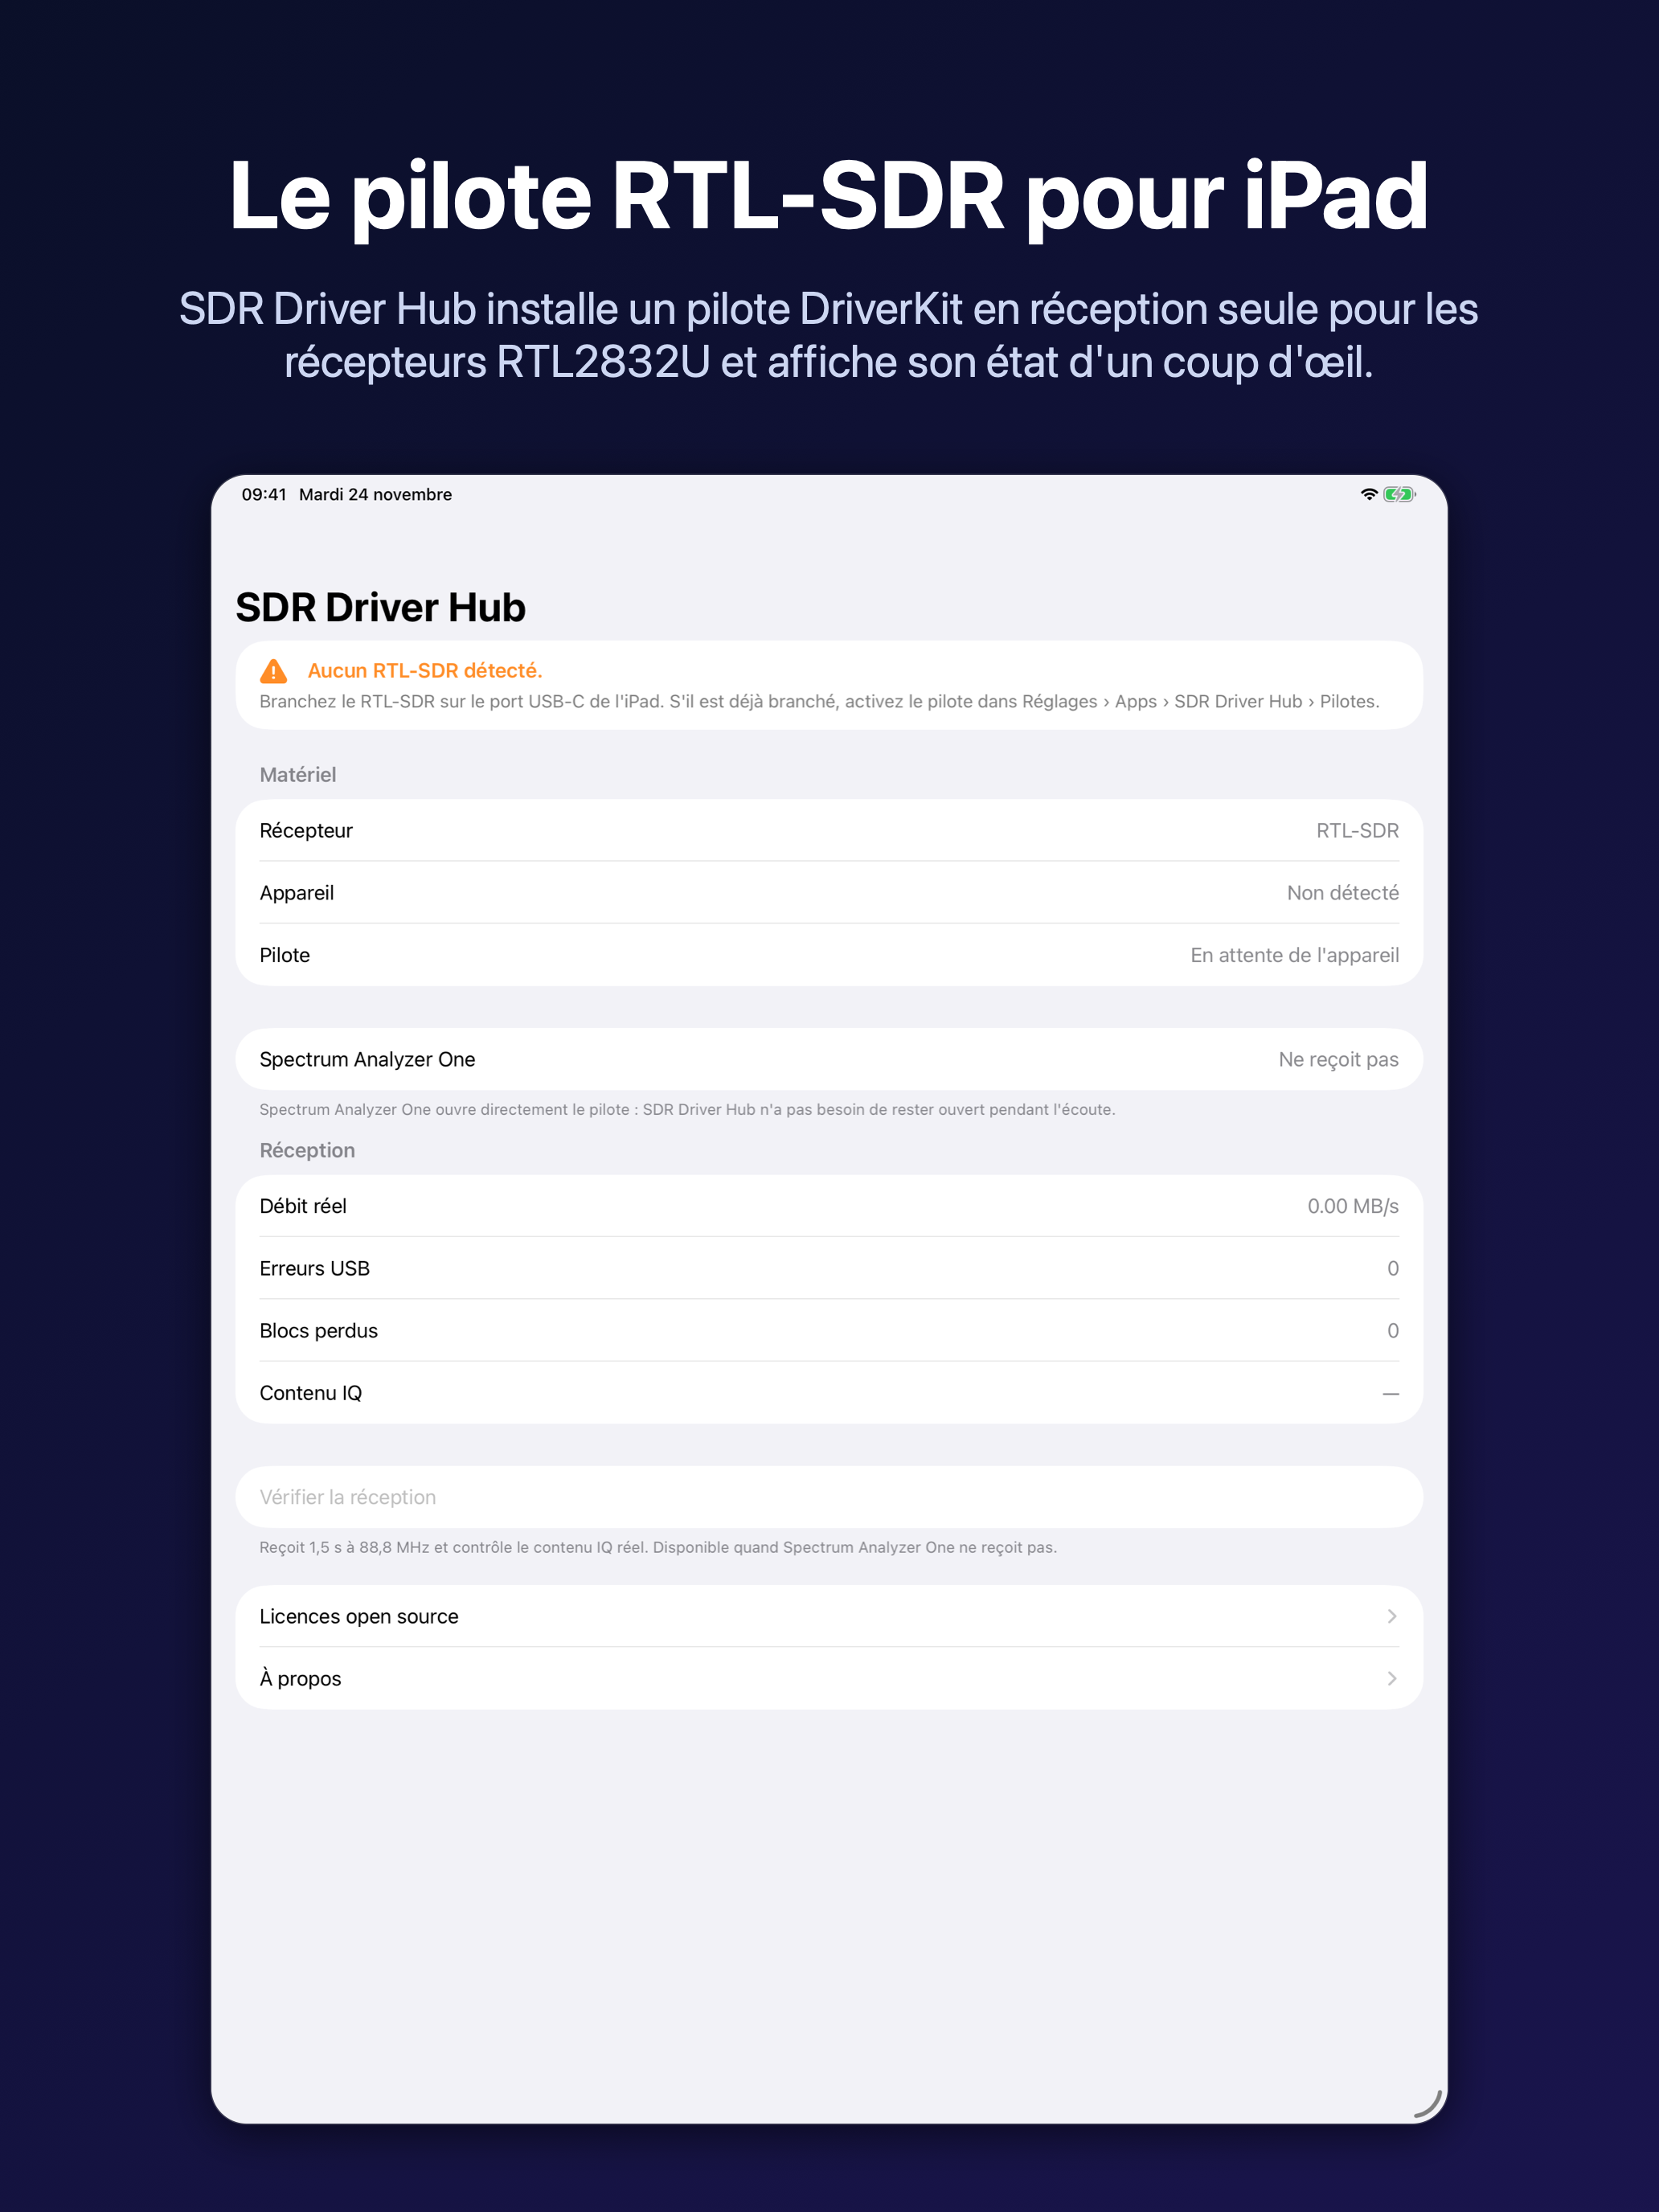 Le pilote RTL-SDR pour iPad
SDR Driver Hub installe un pilote DriverKit en réception seule pour les
récepteurs RTL2832U et affiche son état d'un coup d'œil.
09:41 Mardi 24 novembre
SDR Driver Hub
Aucun RTL-SDR détecté.
Branchez le RTL-SDR sur le port USB-C de l'iPad. S'il est déjà branché, activez le pilote dans Réglages › Apps › SDR Driver Hub › Pilotes.
Matériel
Récepteur RTL-SDR
Appareil Non détecté
Pilote En attente de l'appareil
Spectrum Analyzer One Ne reçoit pas
Spectrum Analyzer One ouvre directement le pilote : SDR Driver Hub n'a pas besoin de rester ouvert pendant l'écoute.
Réception
Débit réel 0.00 MB/s
Erreurs USB 0
Blocs perdus 0
Contenu IQ —
Vérifier la réception
Reçoit 1,5 s à 88,8 MHz et contrôle le contenu IQ réel. Disponible quand Spectrum Analyzer One ne reçoit pas.
Licences open source
À propos